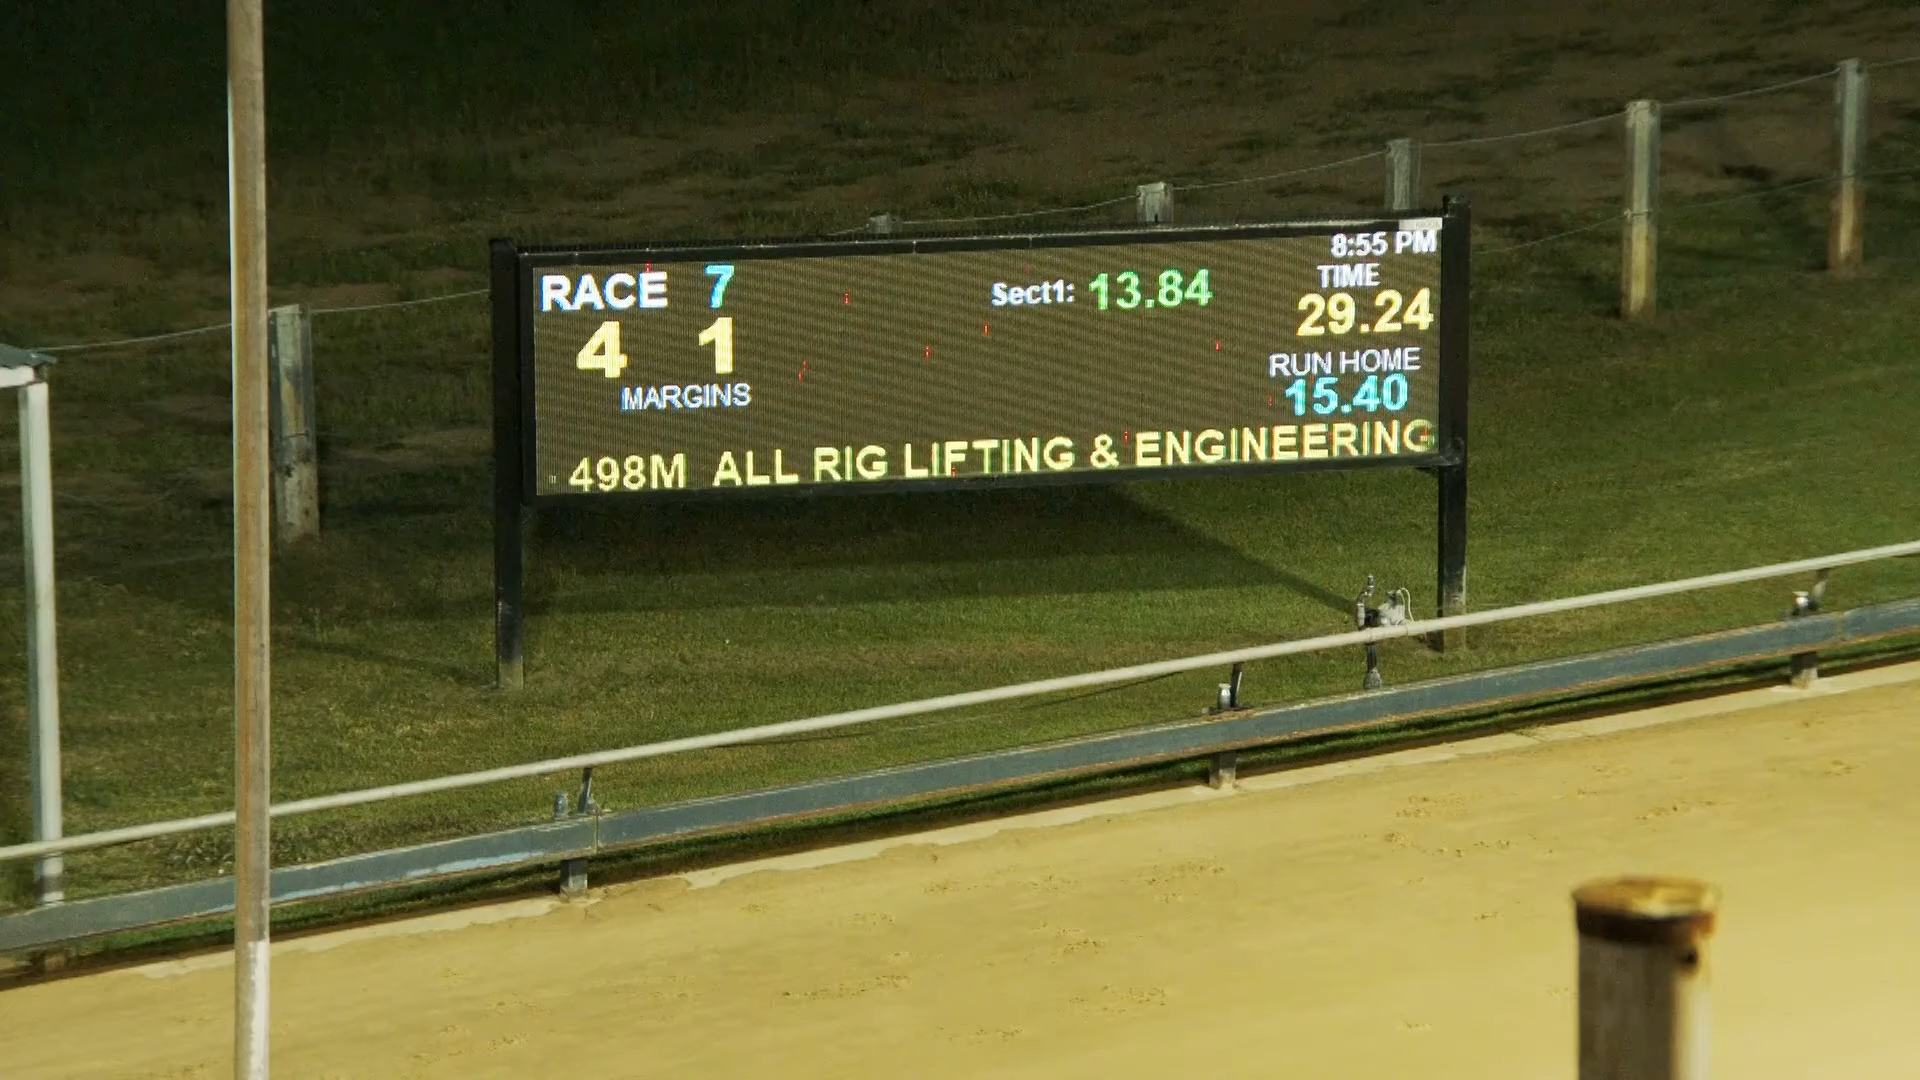 8:55 PM
RACE 7 Sect1: 13.84 TIME
29.24
4 1
RUN HOME
MARGINS 15.40
498M ALL RIG LIFTING & ENGINEERING